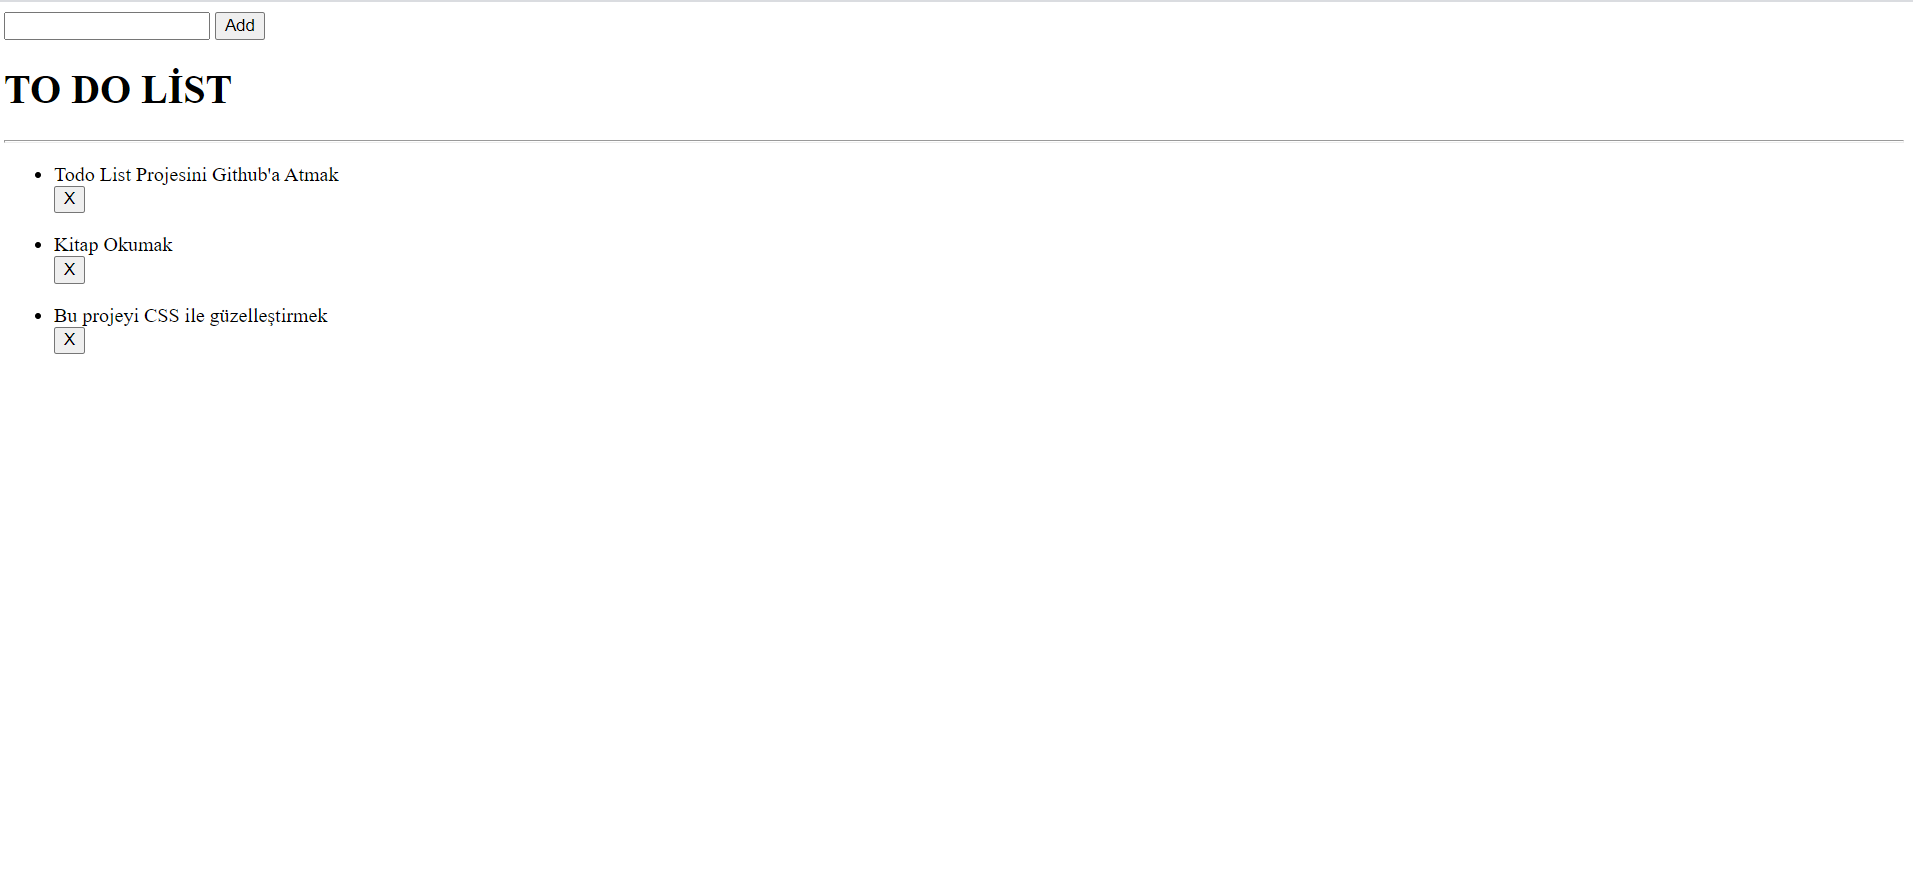 Add
TO DO LİST
Todo List Projesini Github'a Atmak
X
Kitap Okumak
X
Bu projeyi CSS ile güzelleştirmek
X